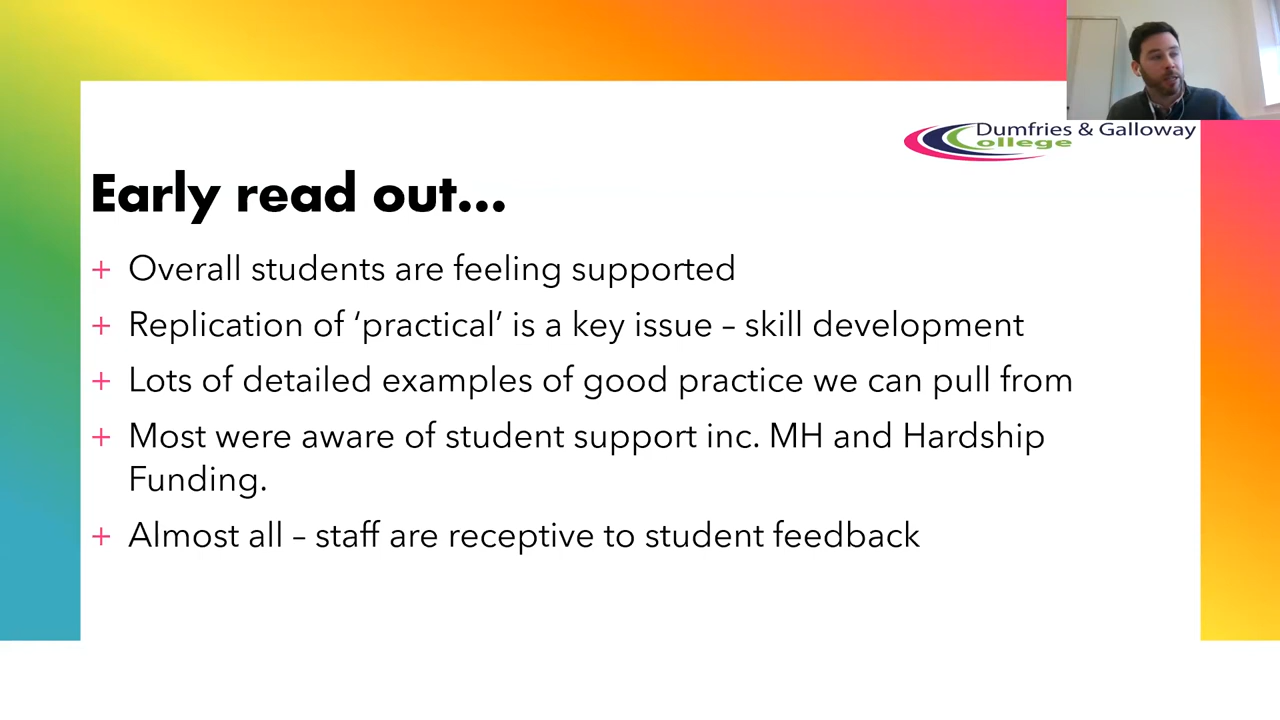 Dumfries & Galloway
College
Early read out...
+ Overall students are feeling supported
+ Replication of ‘practical’ is a key issue – skill development
+ Lots of detailed examples of good practice we can pull from
+ Most were aware of student support inc. MH and Hardship
Funding.
+ Almost all – staff are receptive to student feedback